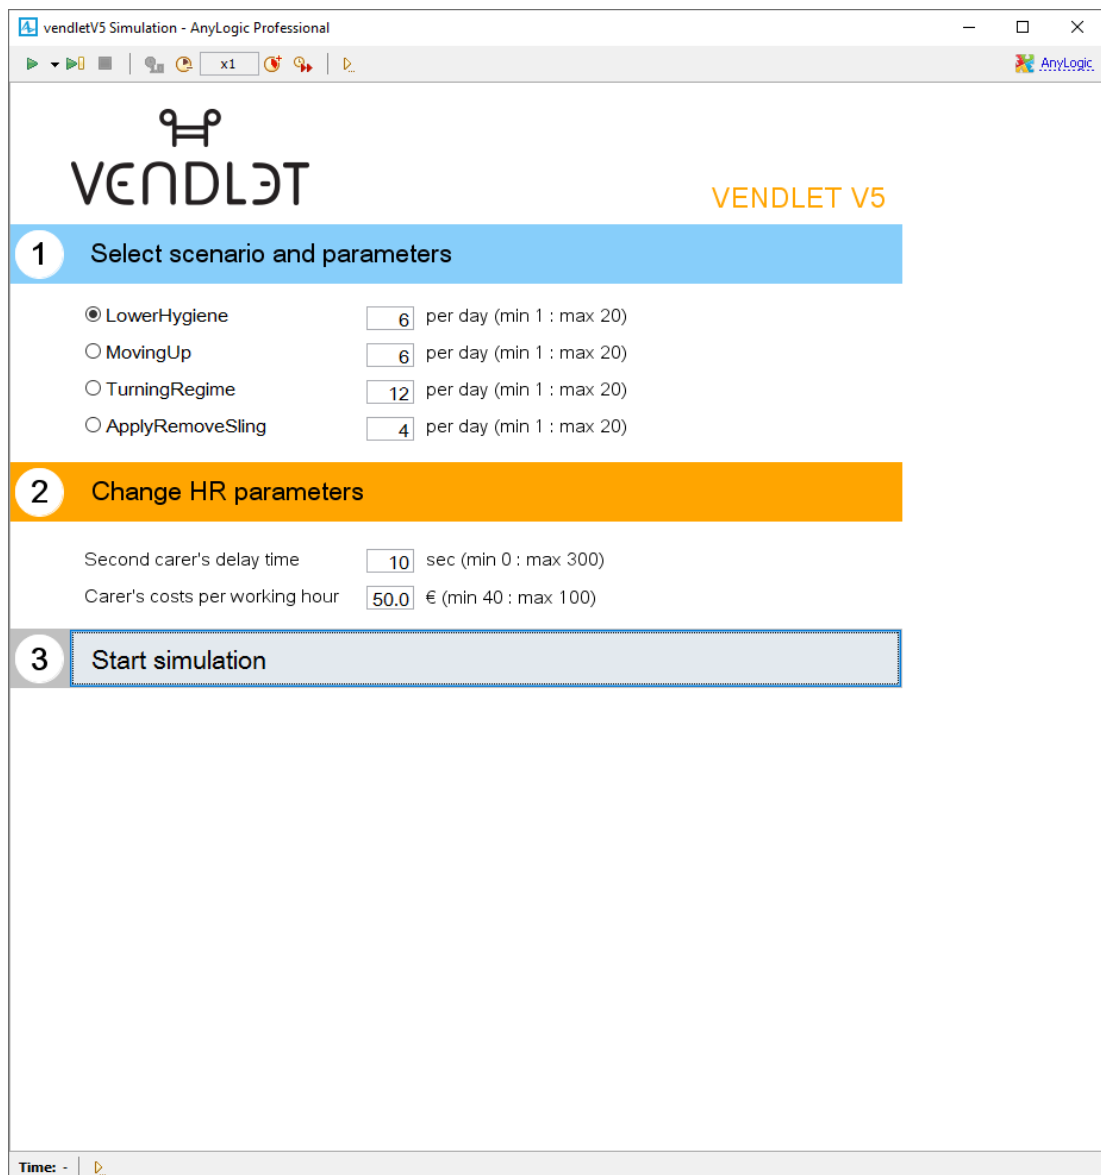 vendletV5 Simulation - AnyLogic Professional
x1
AnyLogic
VENDLET
VENDLET V5
1 Select scenario and parameters
LowerHygiene 6 per day (min 1 : max 20)
MovingUp 6 per day (min 1 : max 20)
TurningRegime 12 per day (min 1 : max 20)
ApplyRemoveSling 4 per day (min 1 : max 20)
2 Change HR parameters
Second carer's delay time 10 sec (min 0 : max 300)
Carer's costs per working hour 50.0 € (min 40 : max 100)
3 Start simulation
Time: -